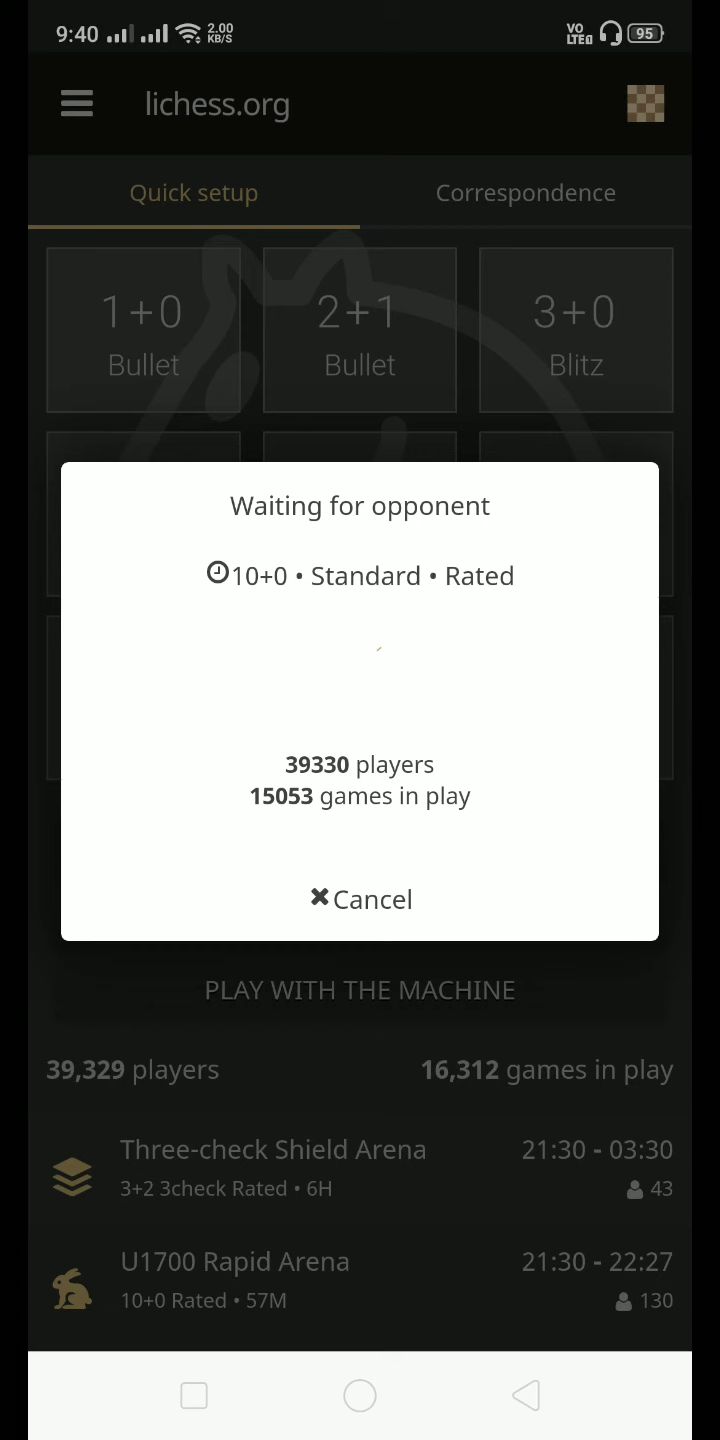 9:40 2.00 KB/S VO LTE 95
lichess.org
Quick setup Correspondence
1+0 2+1 3+0
Bullet Bullet Blitz
Waiting for opponent
10+0 • Standard • Rated
39330 players
15053 games in play
Cancel
PLAY WITH THE MACHINE
39,329 players 16,312 games in play
Three-check Shield Arena 21:30 - 03:30
3+2 3check Rated • 6H 43
U1700 Rapid Arena 21:30 - 22:27
10+0 Rated • 57M 130